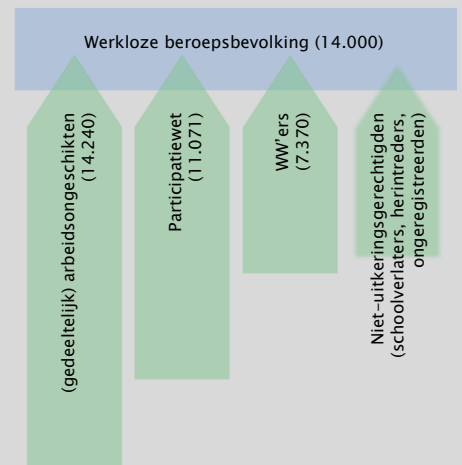 Werkloze beroepsbevolking (14.000)
(gedeeltelijk) arbeidsongeschikten
(14.240)
Participatiewet
(11.071)
WW'ers
(7.370)
Niet-uitkeringsgerechtigden
(schoolverlaters, herintreders,
ongeregistreerden)